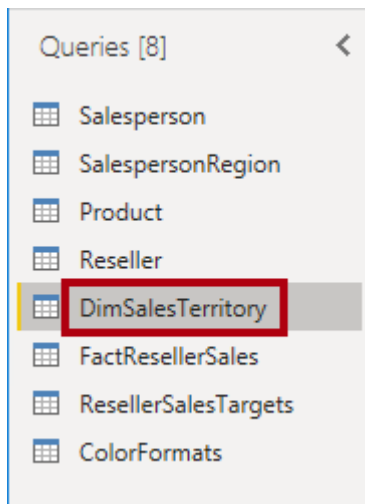 Queries [8]
Salesperson
SalespersonRegion
Product
Reseller
DimSalesTerritory
FactResellerSales
ResellerSalesTargets
ColorFormats